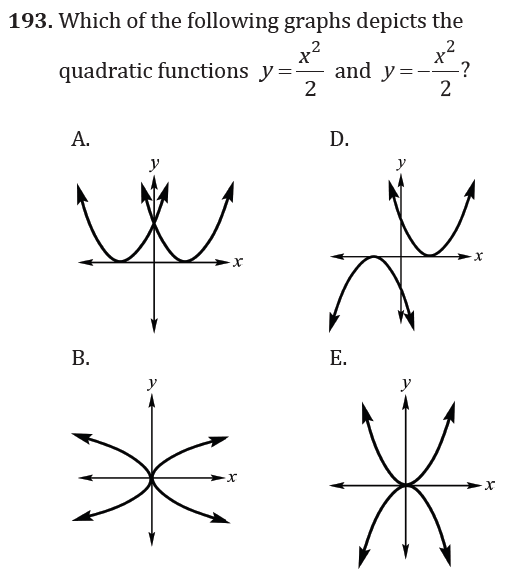 193. Which of the following graphs depicts the
quadratic functions y = x²/2 and y = -x²/2?
A.
y
x
D.
y
x
B.
y
x
E.
y
x